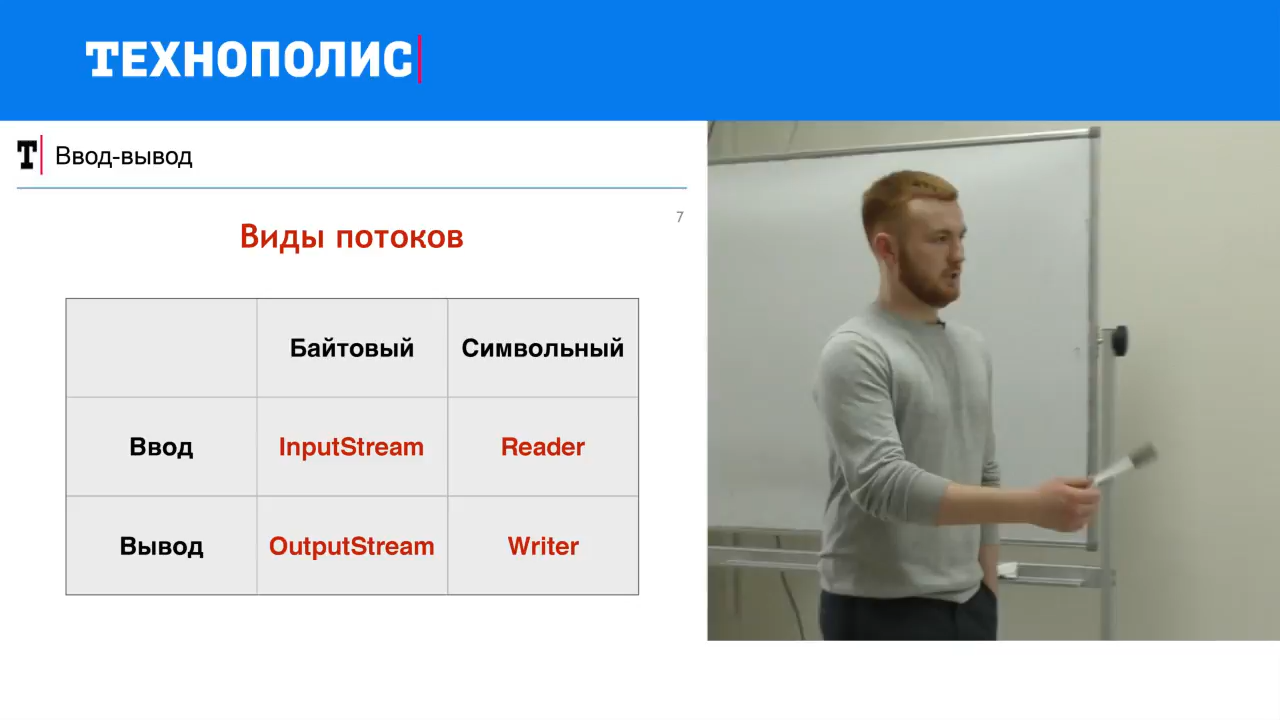 ТЕХНОПОЛИС
Т Ввод-вывод
7
Виды потоков
Байтовый Символьный
Ввод InputStream Reader
Вывод OutputStream Writer